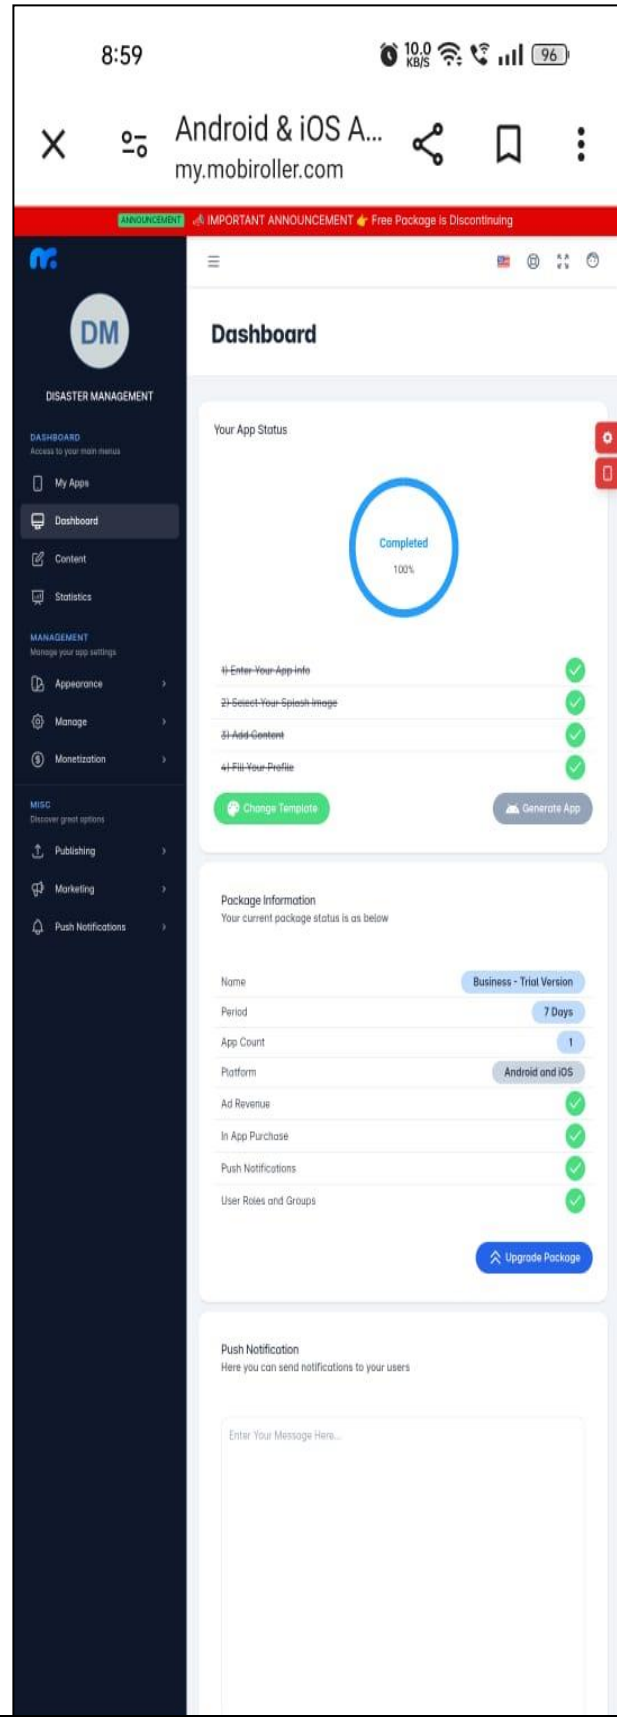 8:59 10.0 KB/S 96
Android & iOS A...
my.mobiroller.com
ANNOUNCEMENT IMPORTANT ANNOUNCEMENT 👉 Free Package Is Discontinuing
DM
DISASTER MANAGEMENT
DASHBOARD
Access to your main menus
My Apps
Dashboard
Content
Statistics
MANAGEMENT
Manage your app settings
Appearance
Manage
Monetization
MISC
Discover great options
Publishing
Marketing
Push Notifications
Dashboard
Your App Status
Completed
100%
1) Enter Your App Info
2) Select Your Splash Image
3) Add Content
4) Fill Your Profile
Change Template Generate App
Package Information
Your current package status is as below
Name Business - Trial Version
Period 7 Days
App Count 1
Platform Android and iOS
Ad Revenue
In App Purchase
Push Notifications
User Roles and Groups
Upgrade Package
Push Notification
Here you can send notifications to your users
Enter Your Message Here...